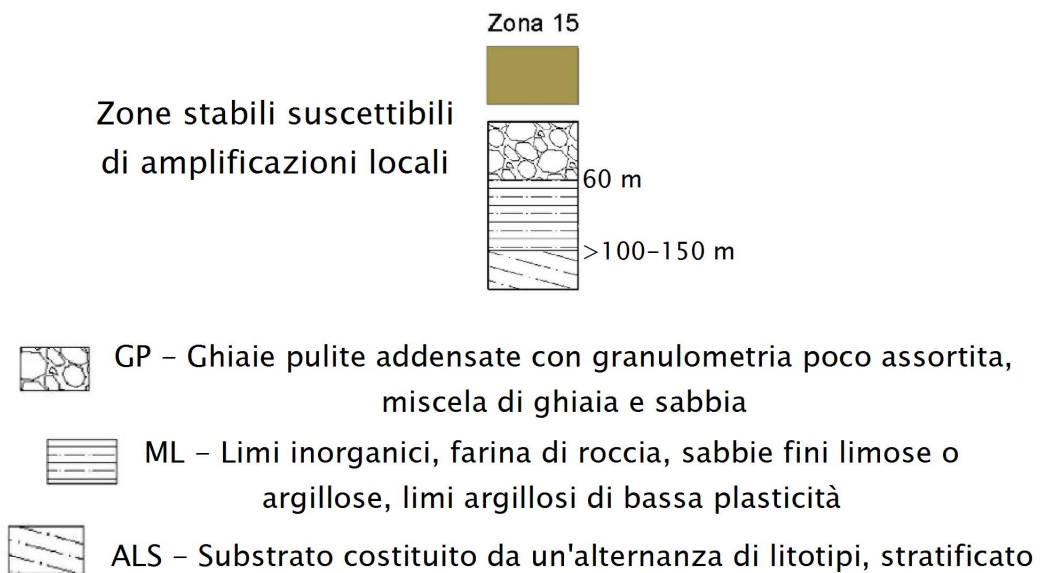 Zona 15
Zone stabili suscettibili
di amplificazioni locali
60 m
>100-150 m
GP – Ghiaie pulite addensate con granulometria poco assortita,
miscela di ghiaia e sabbia
ML – Limi inorganici, farina di roccia, sabbie fini limose o
argillose, limi argillosi di bassa plasticità
ALS – Substrato costituito da un'alternanza di litotipi, stratificato